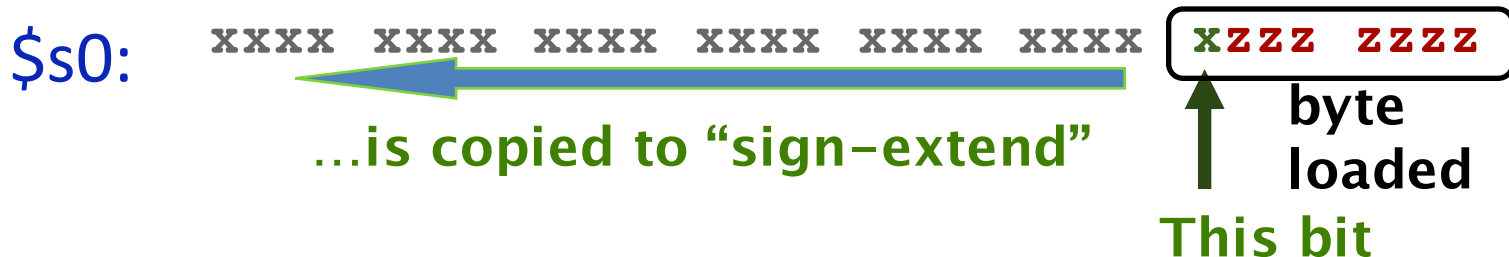 $s0: xxxx xxxx xxxx xxxx xxxx xxxx xzzz zzzz
byte
…is copied to “sign-extend”
loaded
This bit